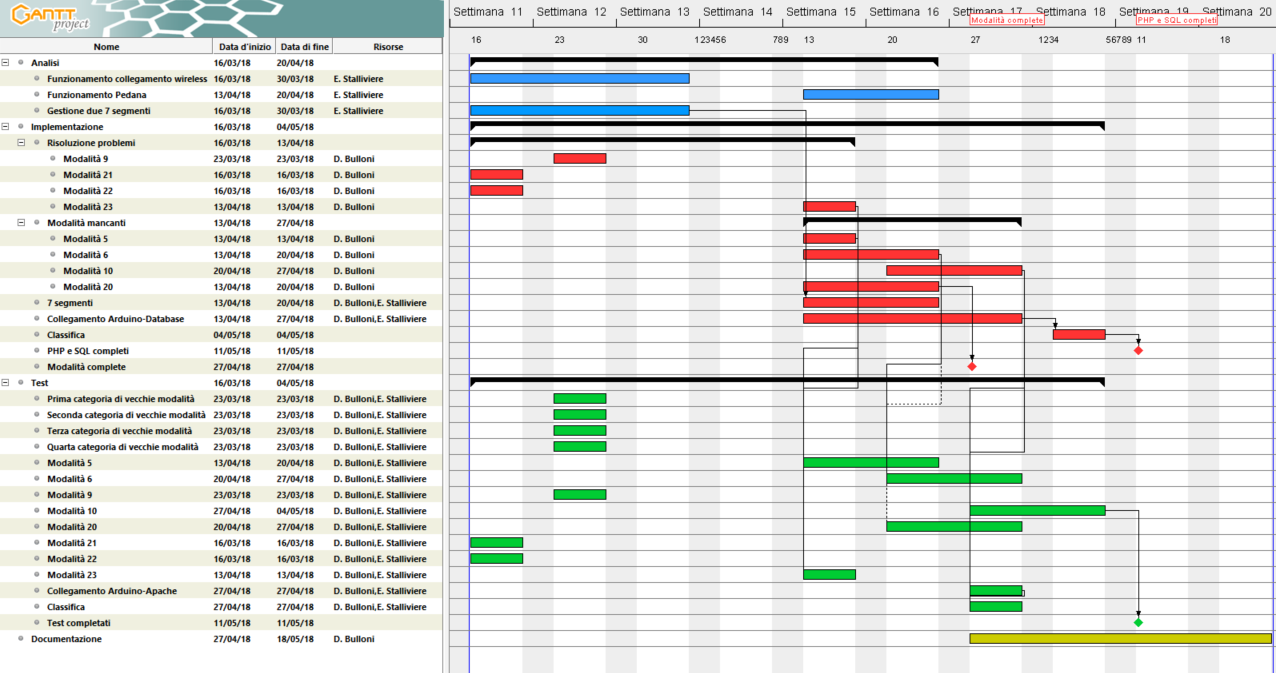 GANTT
project
Settimana 11 Settimana 12 Settimana 13 Settimana 14 Settimana 15 Settimana 16 Settimana 17 Settimana 18 Settimana 19 Settimana 20
Modalità complete PHP e SQL completi
16 23 30 123456 789 13 20 27 1234 56789 11 18
Nome Data d'inizio Data di fine Risorse
Analisi 16/03/18 20/04/18
Funzionamento collegamento wireless 16/03/18 30/03/18 E. Stalliviere
Funzionamento Pedana 13/04/18 20/04/18 E. Stalliviere
Gestione due 7 segmenti 16/03/18 30/03/18 E. Stalliviere
Implementazione 16/03/18 04/05/18
Risoluzione problemi 16/03/18 13/04/18
Modalità 9 23/03/18 23/03/18 D. Bulloni
Modalità 21 16/03/18 16/03/18 D. Bulloni
Modalità 22 16/03/18 16/03/18 D. Bulloni
Modalità 23 13/04/18 13/04/18 D. Bulloni
Modalità mancanti 13/04/18 27/04/18
Modalità 5 13/04/18 13/04/18 D. Bulloni
Modalità 6 13/04/18 20/04/18 D. Bulloni
Modalità 10 20/04/18 27/04/18 D. Bulloni
Modalità 20 13/04/18 20/04/18 D. Bulloni
7 segmenti 13/04/18 20/04/18 D. Bulloni,E. Stalliviere
Collegamento Arduino-Database 13/04/18 27/04/18 D. Bulloni,E. Stalliviere
Classifica 04/05/18 04/05/18 D. Bulloni,E. Stalliviere
PHP e SQL completi 11/05/18 11/05/18
Modalità complete 27/04/18 27/04/18
Test 16/03/18 04/05/18
Prima categoria di vecchie modalità 23/03/18 23/03/18 D. Bulloni,E. Stalliviere
Seconda categoria di vecchie modalità 23/03/18 23/03/18 D. Bulloni,E. Stalliviere
Terza categoria di vecchie modalità 23/03/18 23/03/18 D. Bulloni,E. Stalliviere
Quarta categoria di vecchie modalità 23/03/18 23/03/18 D. Bulloni,E. Stalliviere
Modalità 5 13/04/18 20/04/18 D. Bulloni,E. Stalliviere
Modalità 6 20/04/18 27/04/18 D. Bulloni,E. Stalliviere
Modalità 9 23/03/18 23/03/18 D. Bulloni,E. Stalliviere
Modalità 10 27/04/18 04/05/18 D. Bulloni,E. Stalliviere
Modalità 20 20/04/18 27/04/18 D. Bulloni,E. Stalliviere
Modalità 21 16/03/18 16/03/18 D. Bulloni,E. Stalliviere
Modalità 22 16/03/18 16/03/18 D. Bulloni,E. Stalliviere
Modalità 23 13/04/18 13/04/18 D. Bulloni,E. Stalliviere
Collegamento Arduino-Apache 27/04/18 27/04/18 D. Bulloni,E. Stalliviere
Classifica 27/04/18 27/04/18 D. Bulloni,E. Stalliviere
Test completati 11/05/18 11/05/18
Documentazione 27/04/18 18/05/18 D. Bulloni